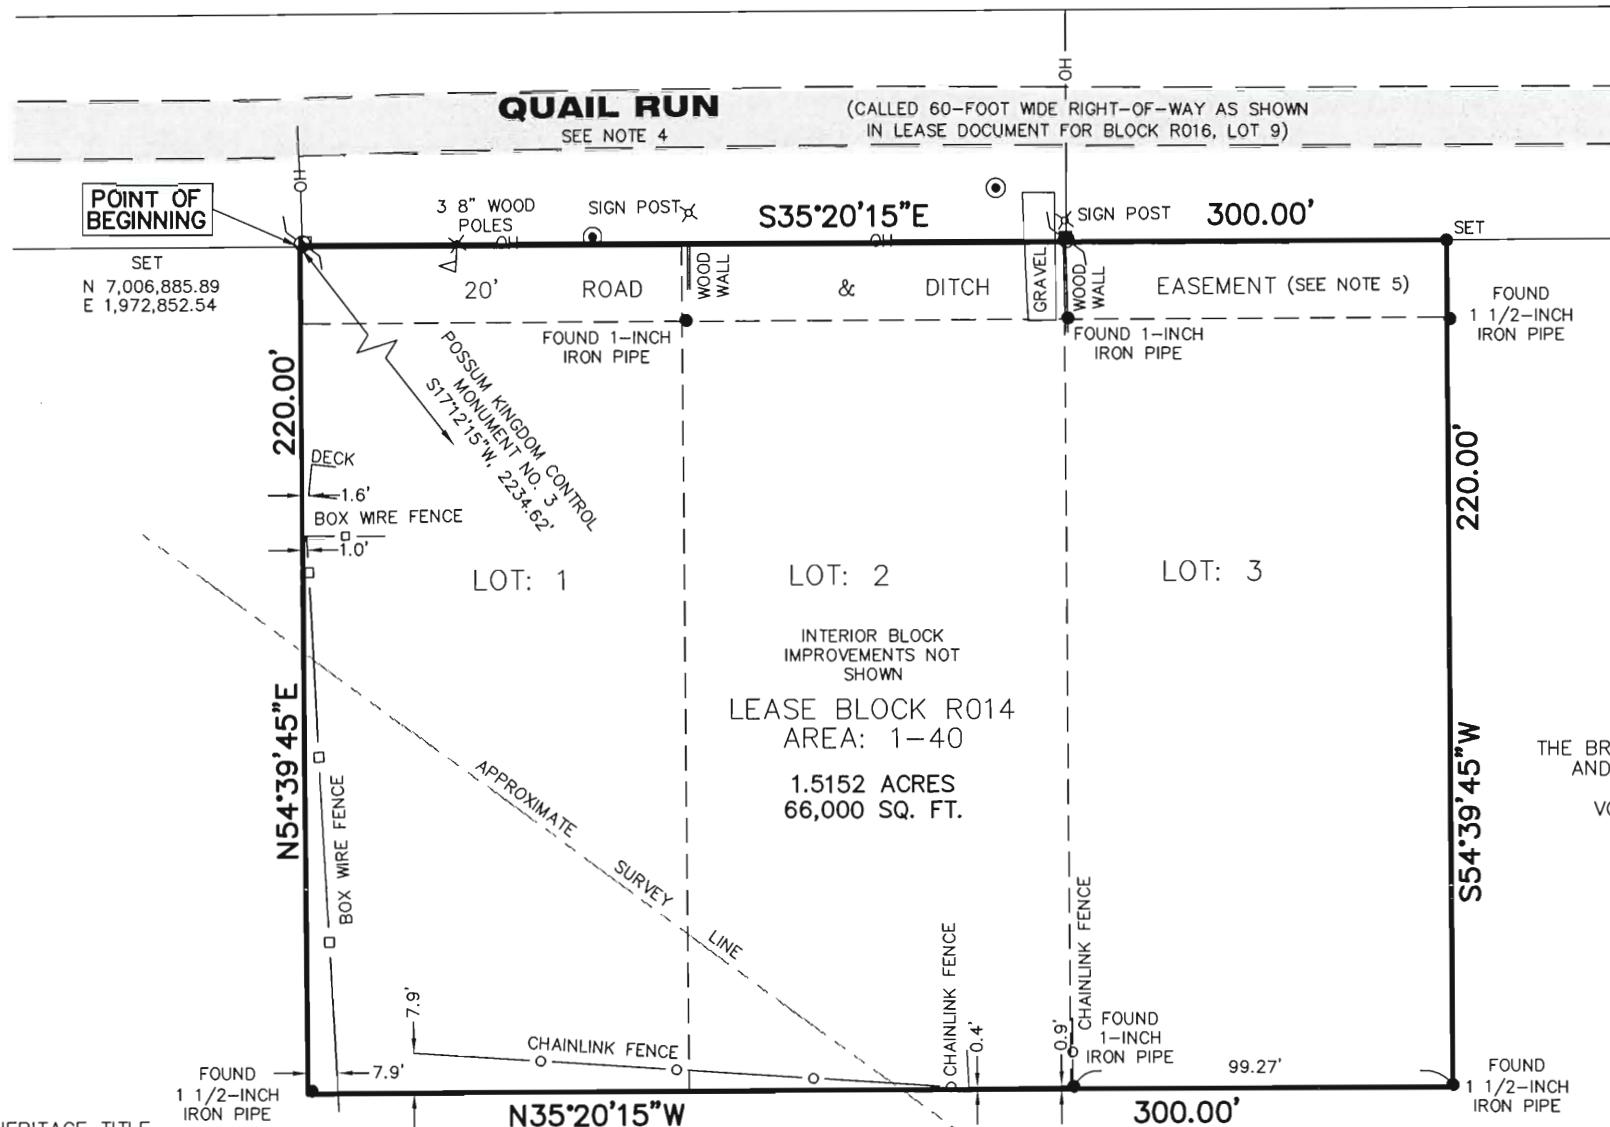 OH
QUAIL RUN
SEE NOTE 4
(CALLED 60-FOOT WIDE RIGHT-OF-WAY AS SHOWN
IN LEASE DOCUMENT FOR BLOCK R016, LOT 9)
OH
POINT OF
BEGINNING
3 8" WOOD
POLES
OH
SIGN POST
S35°20'15"E
OH
SIGN POST
300.00'
SET
SET
N 7,006,885.89
E 1,972,852.54
20'
ROAD
WOOD
WALL
&
DITCH
GRAVEL
WOOD
WALL
EASEMENT (SEE NOTE 5)
FOUND
1 1/2-INCH
IRON PIPE
FOUND 1-INCH
IRON PIPE
FOUND 1-INCH
IRON PIPE
220.00'
POSSUM KINGDOM CONTROL
MONUMENT NO. 3
S17°12'15"W, 2234.62'
220.00'
DECK
1.6'
BOX WIRE FENCE
1.0'
LOT: 1
LOT: 2
LOT: 3
INTERIOR BLOCK
IMPROVEMENTS NOT
SHOWN
LEASE BLOCK R014
AREA: 1-40
1.5152 ACRES
66,000 SQ. FT.
N54°39'45"E
BOX WIRE FENCE
APPROXIMATE
SURVEY
LINE
S54°39'45"W
THE BR
AND
VO
CHAINLINK FENCE
CHAINLINK FENCE
7.9'
CHAINLINK FENCE
0.4'
0.9'
FOUND
1-INCH
IRON PIPE
99.27'
7.9'
FOUND
1 1/2-INCH
IRON PIPE
FOUND
1 1/2-INCH
IRON PIPE
N35°20'15"W
300.00'
HERITAGE TITLE